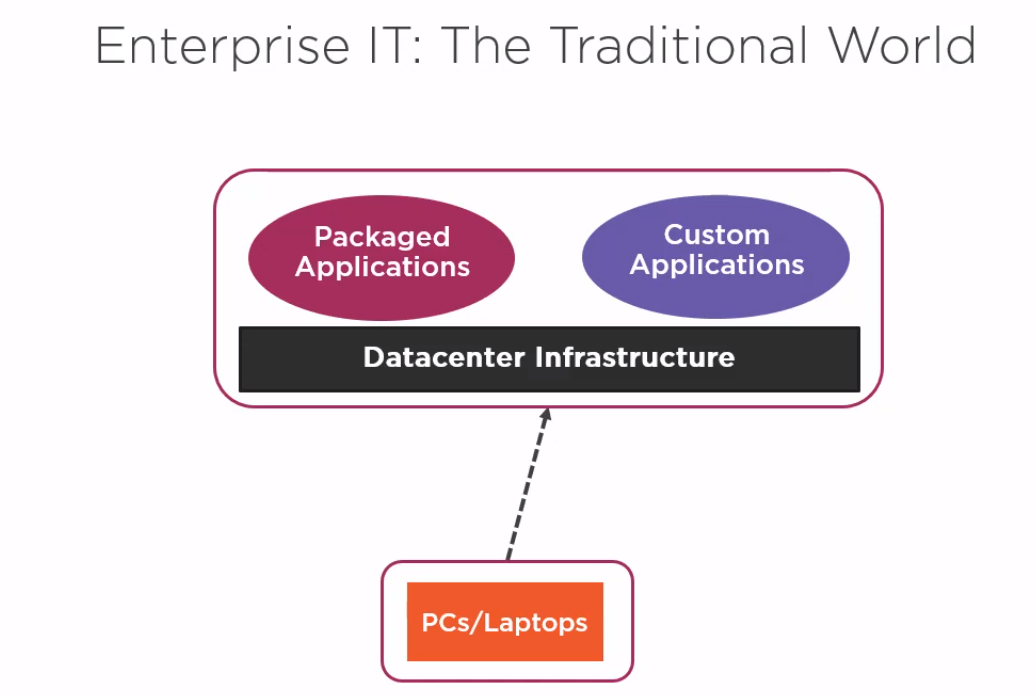 Enterprise IT: The Traditional World
Packaged
Applications
Custom
Applications
Datacenter Infrastructure
PCs/Laptops